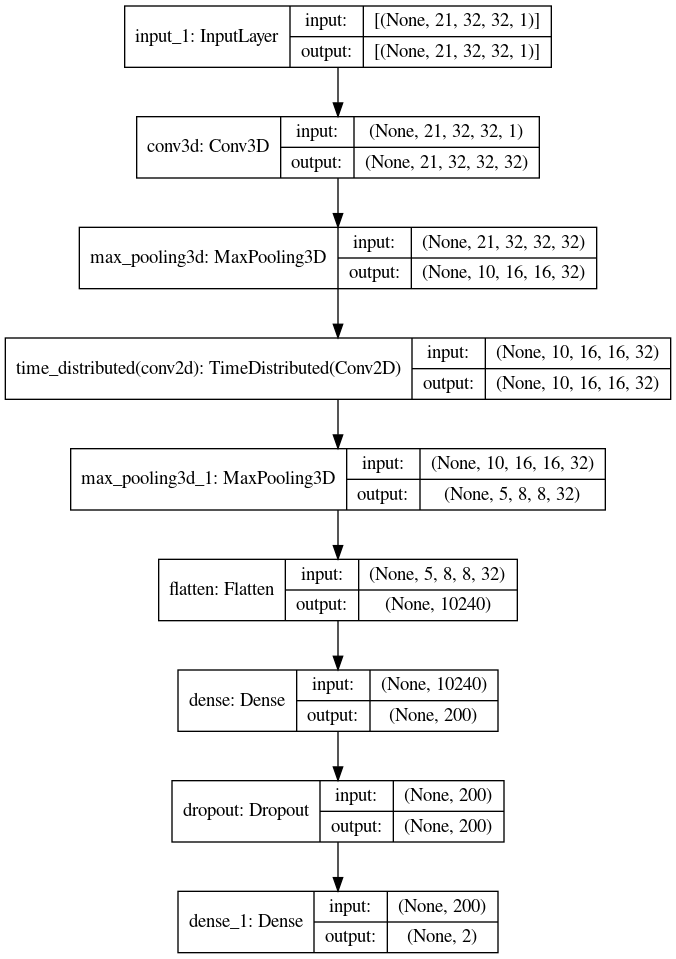 input_1: InputLayer
input: [(None, 21, 32, 32, 1)]
output: [(None, 21, 32, 32, 1)]
conv3d: Conv3D
input: (None, 21, 32, 32, 1)
output: (None, 21, 32, 32, 32)
max_pooling3d: MaxPooling3D
input: (None, 21, 32, 32, 32)
output: (None, 10, 16, 16, 32)
time_distributed(conv2d): TimeDistributed(Conv2D)
input: (None, 10, 16, 16, 32)
output: (None, 10, 16, 16, 32)
max_pooling3d_1: MaxPooling3D
input: (None, 10, 16, 16, 32)
output: (None, 5, 8, 8, 32)
flatten: Flatten
input: (None, 5, 8, 8, 32)
output: (None, 10240)
dense: Dense
input: (None, 10240)
output: (None, 200)
dropout: Dropout
input: (None, 200)
output: (None, 200)
dense_1: Dense
input: (None, 200)
output: (None, 2)